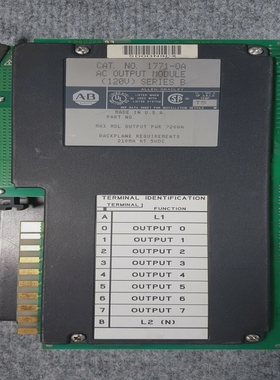 CAT. NO. 1771-OA
AC OUTPUT MODULE
(120V) SERIES B
ALLEN-BRADLEY
AB
MADE IN U.S.A.
PART NO.
BACKPLANE REQUIREMENTS
TERMINAL IDENTIFICATION
TERMINAL FUNCTION
A L1
0 OUTPUT 0
1 OUTPUT 1
2 OUTPUT 2
3 OUTPUT 3
4 OUTPUT 4
5 OUTPUT 5
6 OUTPUT 6
7 OUTPUT 7
B L2 (N)